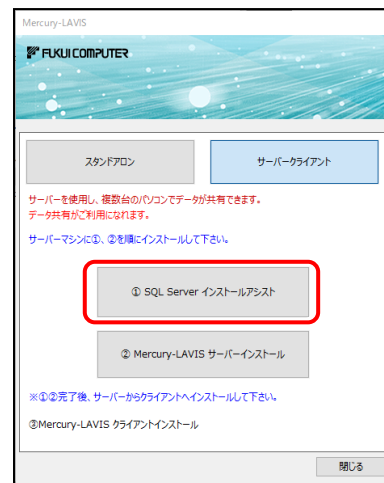 Mercury-LAVIS
FUKUI COMPUTER
スタンドアロン
サーバークライアント
サーバーを使用し、複数台のパソコンでデータが共有できます。
データ共有がご利用になれます。
サーバーマシンに①、②を順にインストールして下さい。
① SQL Server インストールアシスト
② Mercury-LAVIS サーバーインストール
※①②完了後、サーバーからクライアントへインストールして下さい。
③Mercury-LAVIS クライアントインストール
閉じる